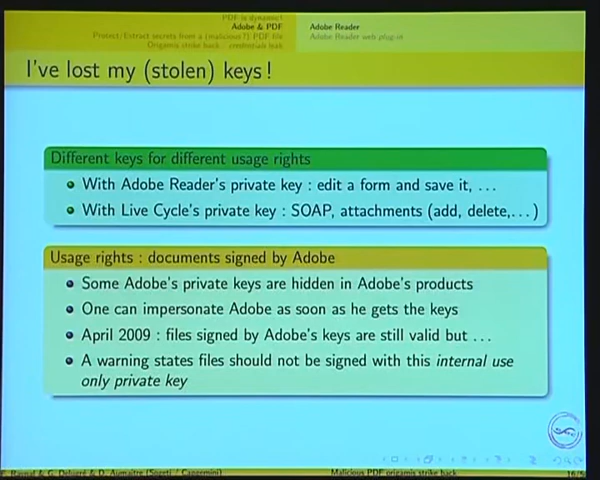 PDF is dynamic!
Adobe & PDF
Protect/Extract secrets from a (malicious?) PDF file
Origamis strike back : credentials leak
Adobe Reader
Adobe Reader web plug-in
I've lost my (stolen) keys !
Different keys for different usage rights
With Adobe Reader's private key : edit a form and save it, ...
With Live Cycle's private key : SOAP, attachments (add, delete,...)
Usage rights : documents signed by Adobe
Some Adobe's private keys are hidden in Adobe's products
One can impersonate Adobe as soon as he gets the keys
April 2009 : files signed by Adobe's keys are still valid but ...
A warning states files should not be signed with this internal use
only private key
& G. Delugré & D. Aumaitre (Sogeti / Capgemini)
Malicious PDF origamis strike back